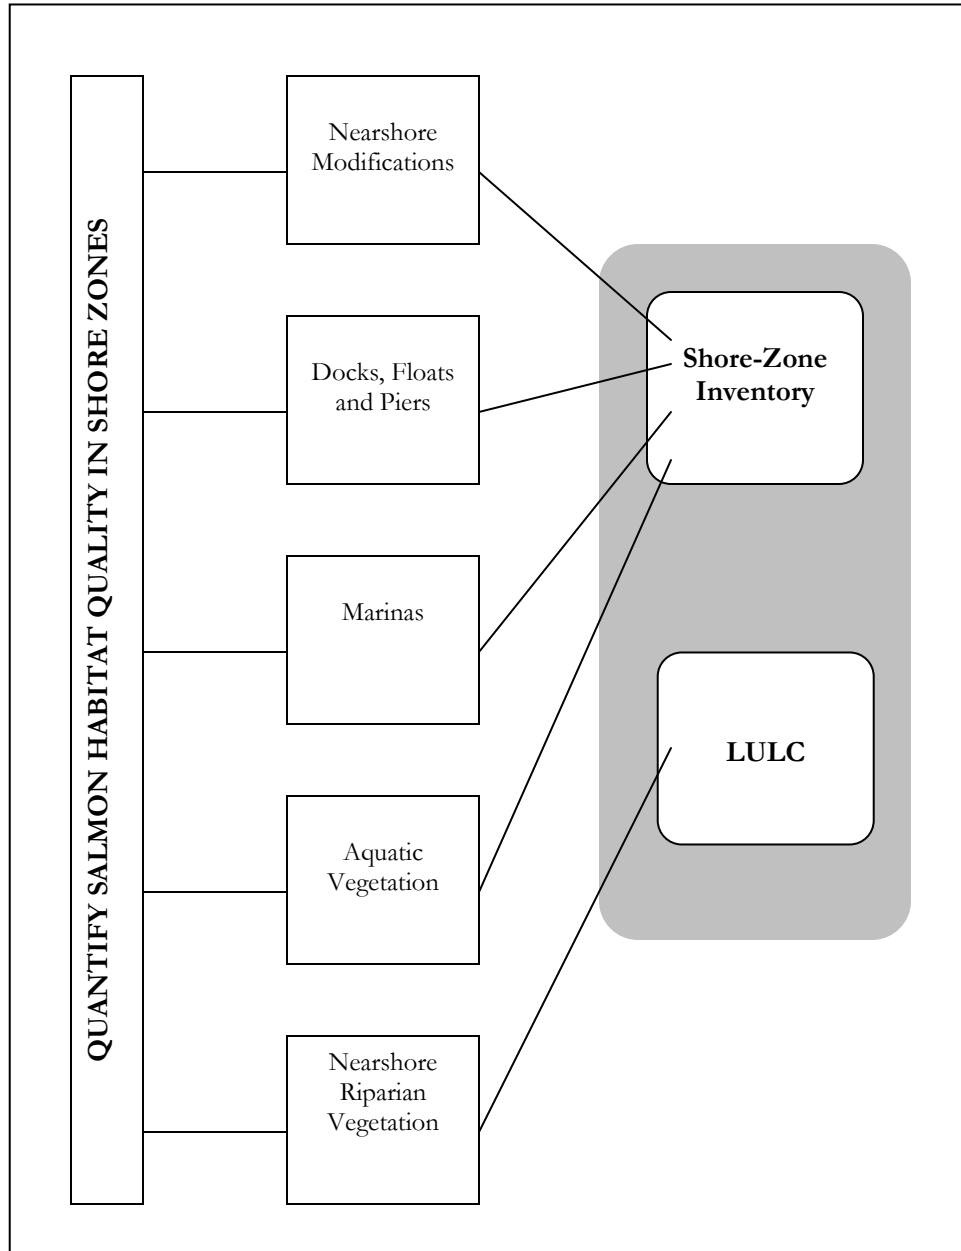 QUANTIFY SALMON HABITAT QUALITY IN SHORE ZONES
Nearshore
Modifications
Docks, Floats
and Piers
Marinas
Aquatic
Vegetation
Nearshore
Riparian
Vegetation
Shore-Zone
Inventory
LULC